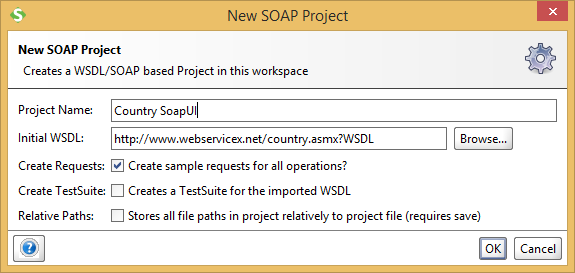 New SOAP Project
New SOAP Project
Creates a WSDL/SOAP based Project in this workspace
Project Name: Country SoapUI
Initial WSDL: http://www.webservicex.net/country.asmx?WSDL Browse...
Create Requests: Create sample requests for all operations?
Create TestSuite: Creates a TestSuite for the imported WSDL
Relative Paths: Stores all file paths in project relatively to project file (requires save)
OK Cancel